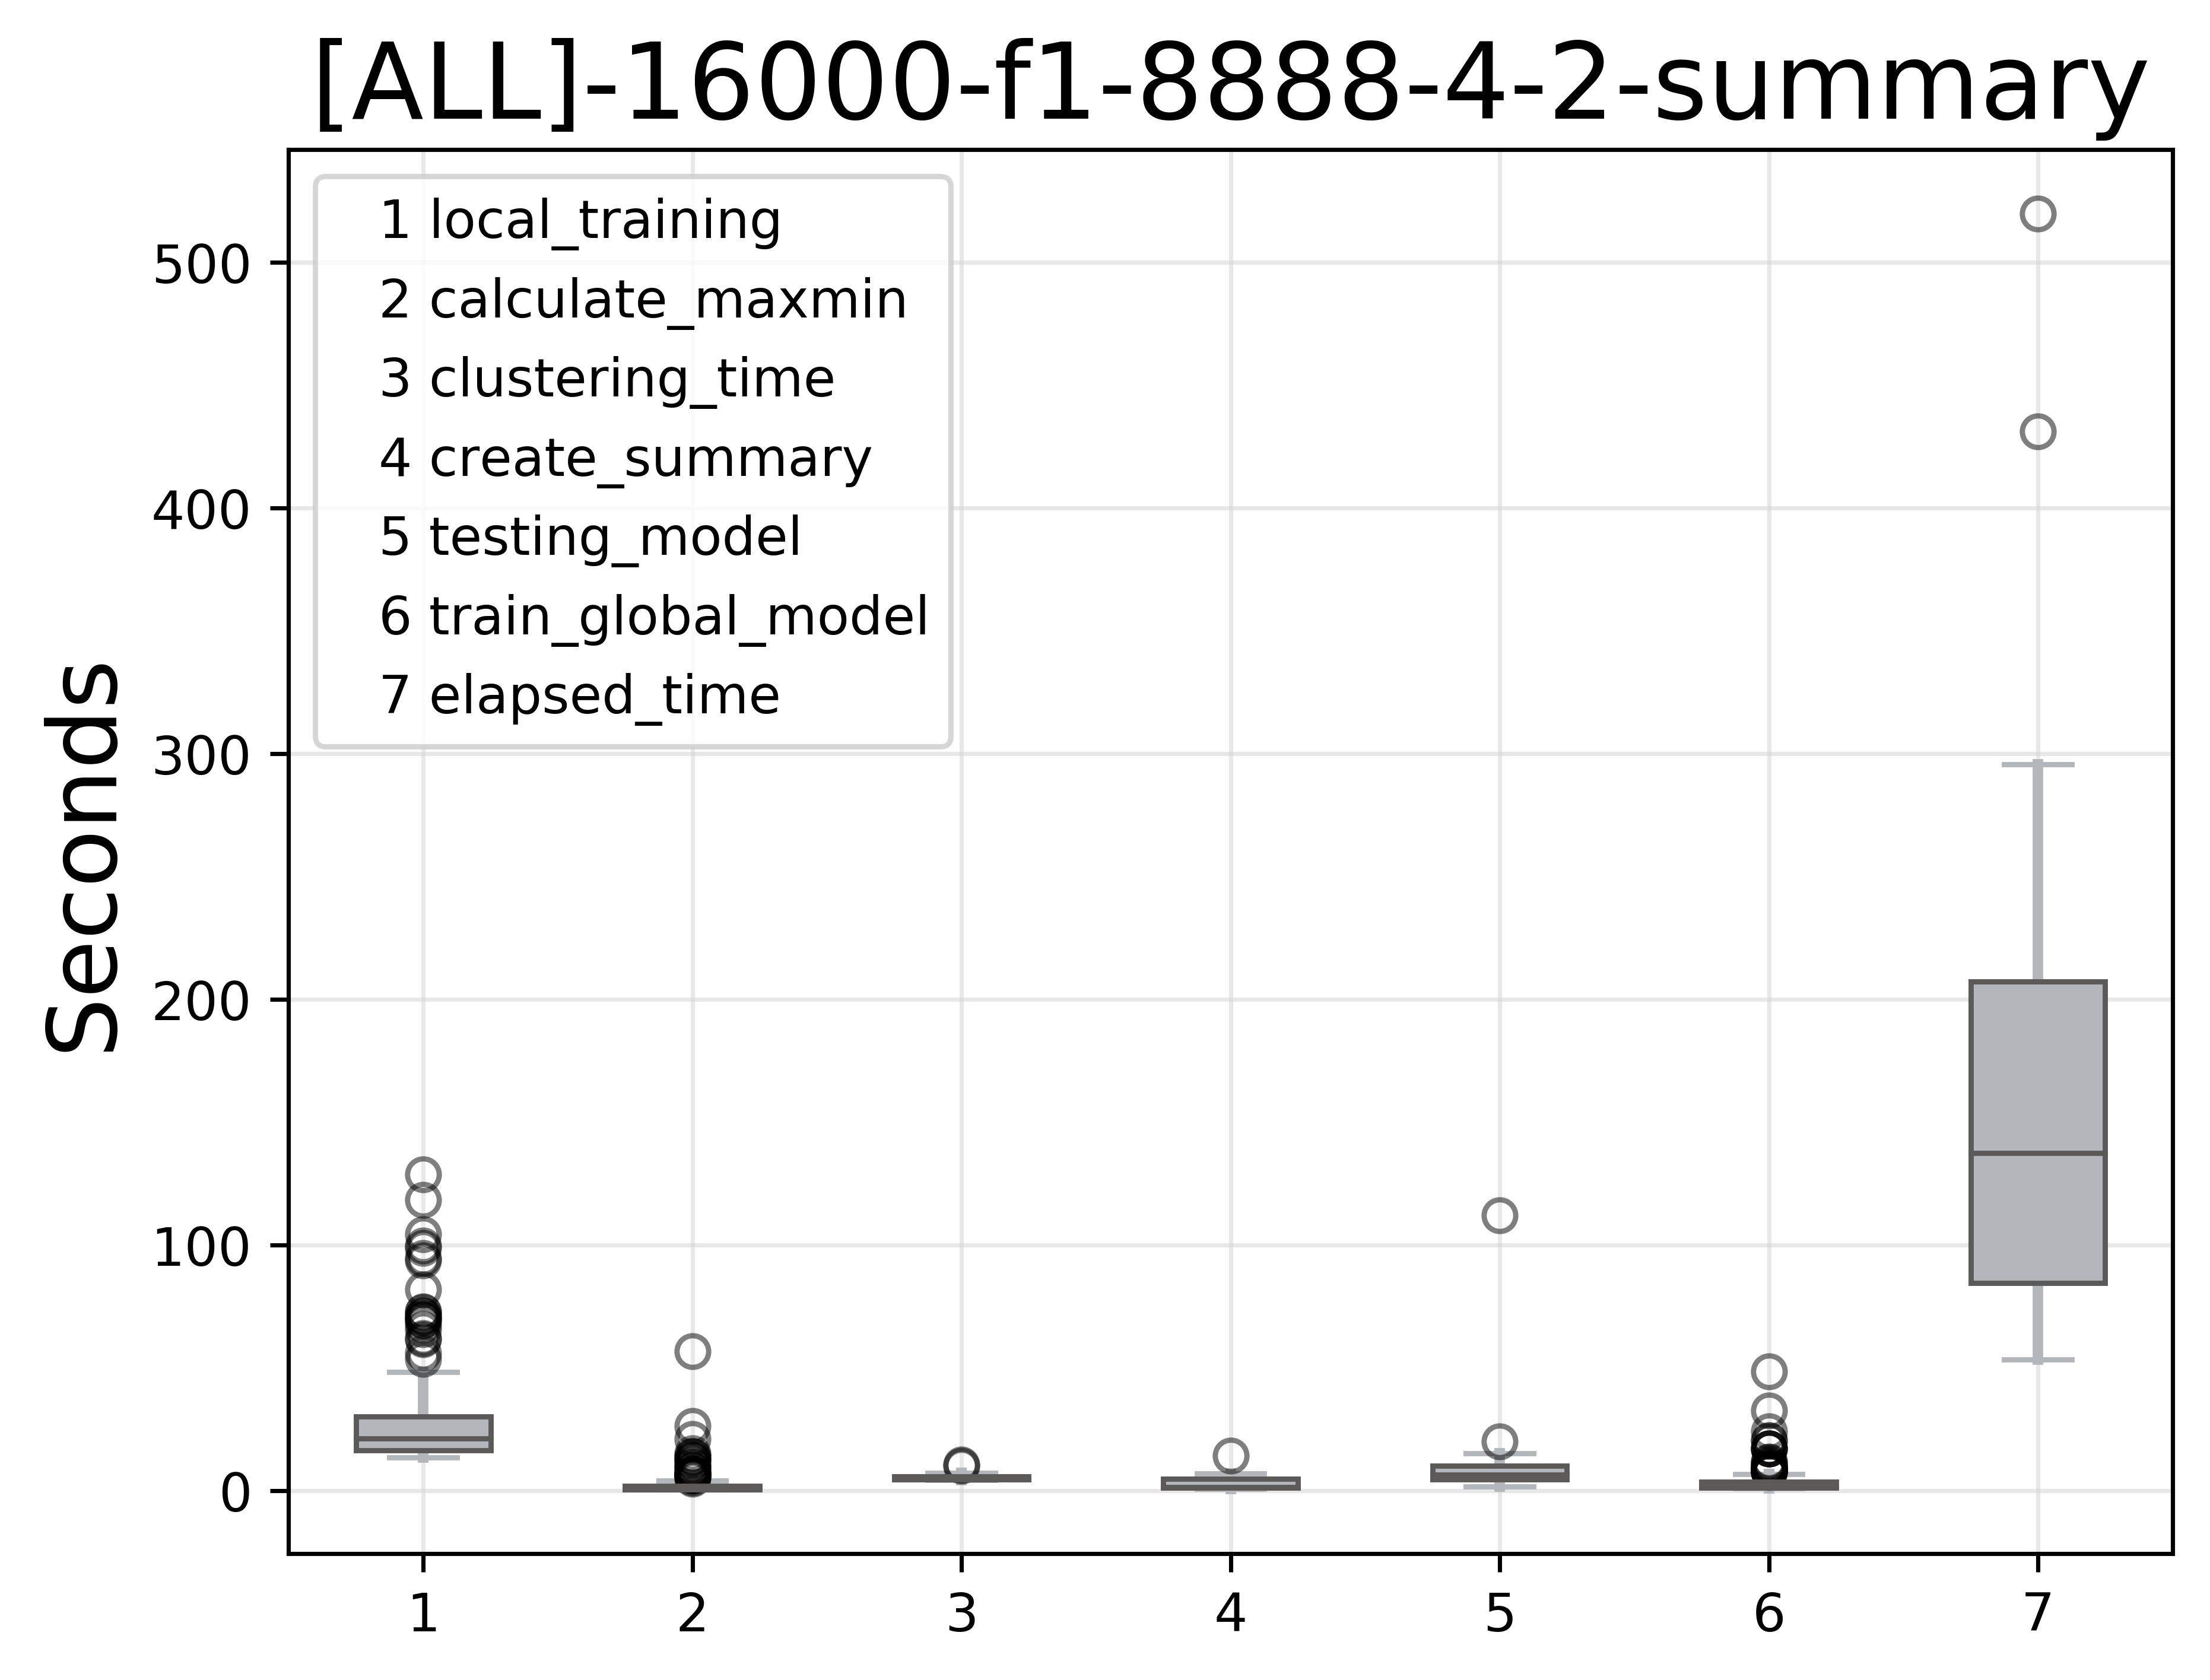 [ALL]-16000-f1-8888-4-2-summary
1 local_training
2 calculate_maxmin
3 clustering_time
4 create_summary
5 testing_model
6 train_global_model
7 elapsed_time
Seconds
500
400
300
200
100
0
1 2 3 4 5 6 7